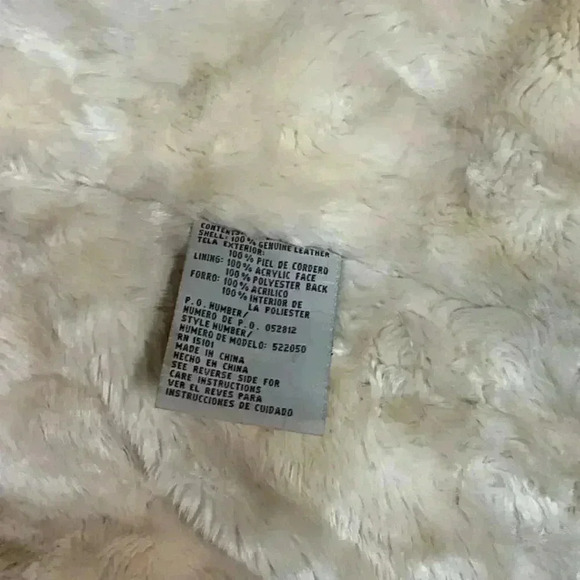 SHELL: 100% GENUINE LEATHER
TELA EXTERIOR:
100% PIEL DE CORDERO
LINING: 100% ACRYLIC FACE
100% POLYESTER BACK
FORRO: 100% ACRILICO
100% INTERIOR DE
LA POLIESTER
P.O. NUMBER/
NUMERO DE P.O. 052812
STYLE NUMBER/
NUMERO DE MODELO: 522050
RN 15101
MADE IN CHINA
HECHO EN CHINA
SEE REVERSE SIDE FOR
CARE INSTRUCTIONS
VER EL REVES PARA
INSTRUCCIONES DE CUIDADO